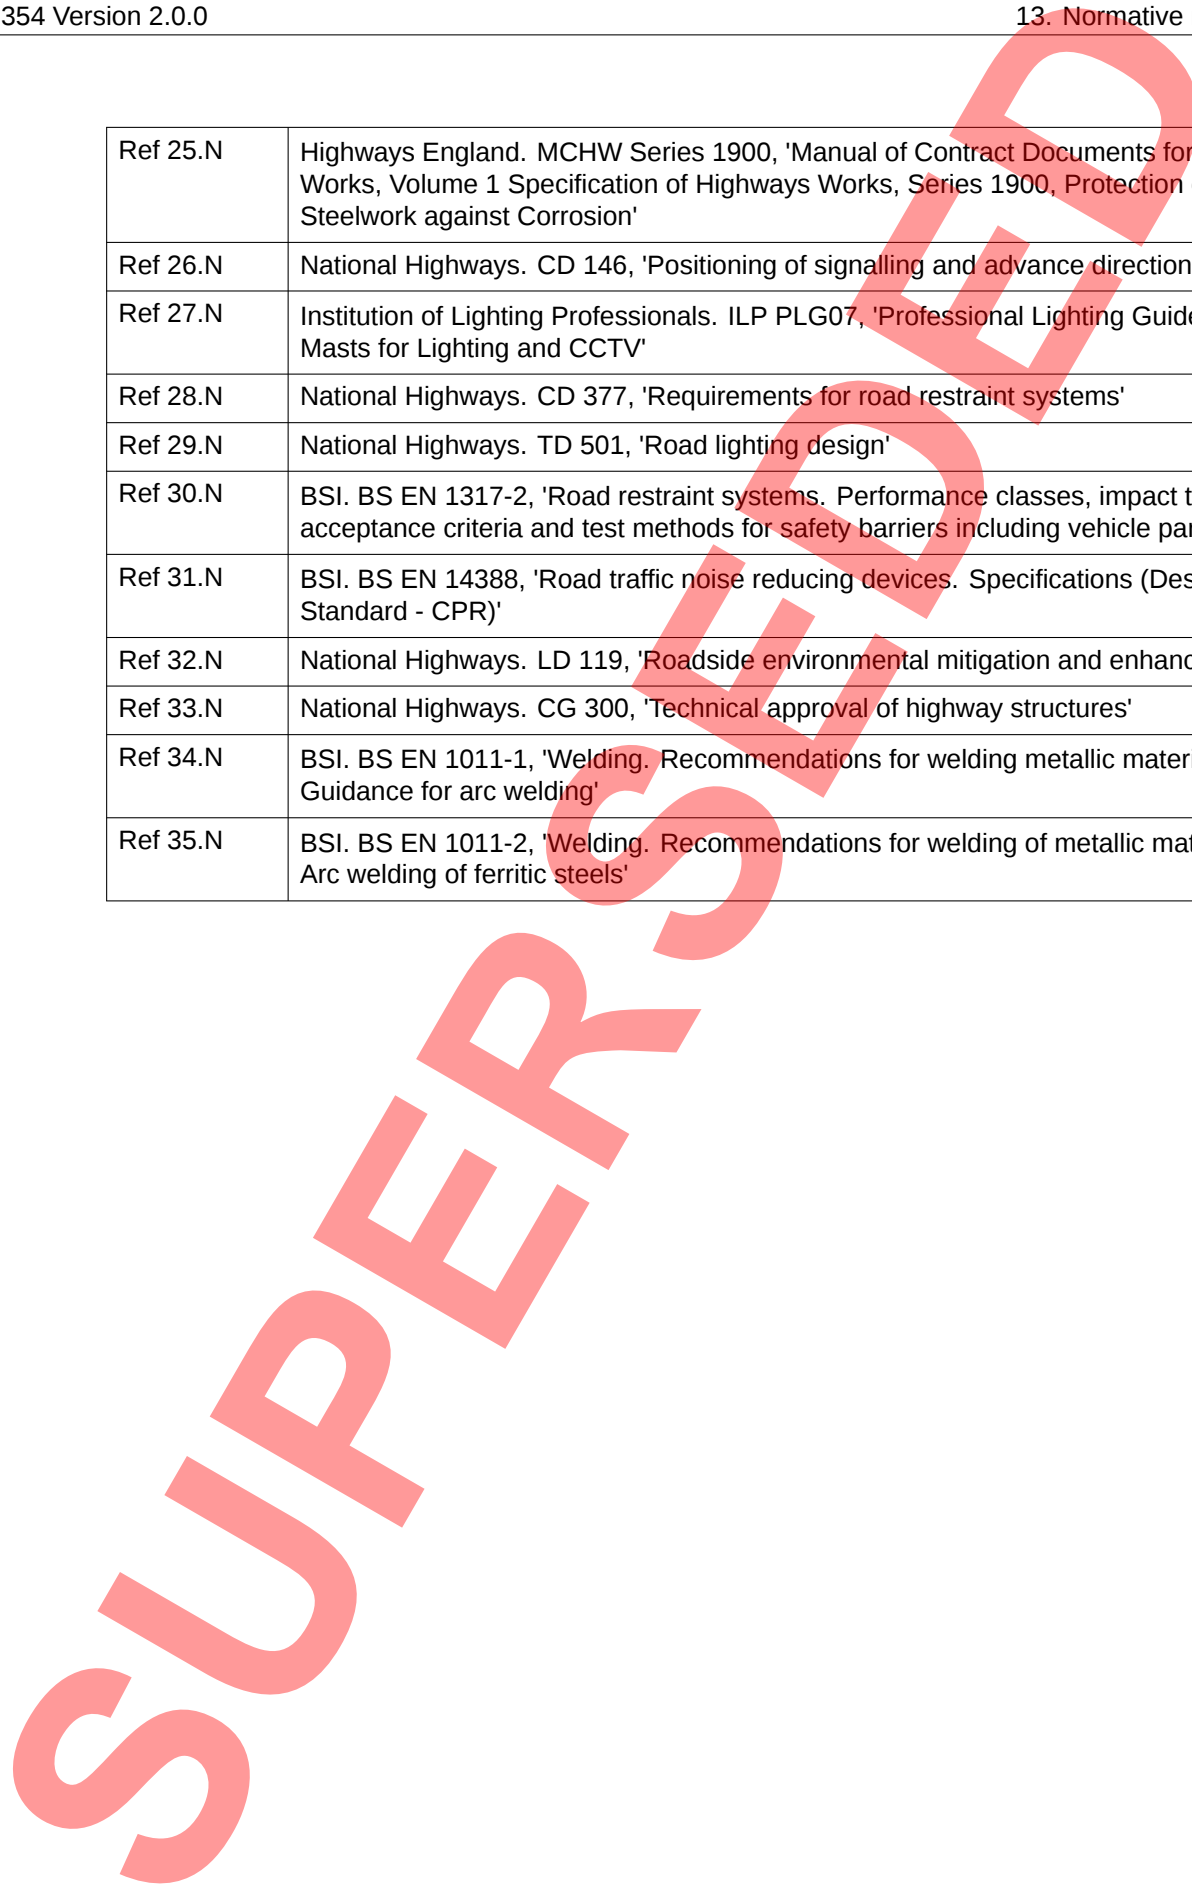 354 Version 2.0.0 13. Normative
Ref 25.N Highways England. MCHW Series 1900, 'Manual of Contract Documents for
Works, Volume 1 Specification of Highways Works, Series 1900, Protection
Steelwork against Corrosion'
Ref 26.N National Highways. CD 146, 'Positioning of signalling and advance direction
Ref 27.N Institution of Lighting Professionals. ILP PLG07, 'Professional Lighting Guide
Masts for Lighting and CCTV'
Ref 28.N National Highways. CD 377, 'Requirements for road restraint systems'
Ref 29.N National Highways. TD 501, 'Road lighting design'
Ref 30.N BSI. BS EN 1317-2, 'Road restraint systems. Performance classes, impact t
acceptance criteria and test methods for safety barriers including vehicle par
Ref 31.N BSI. BS EN 14388, 'Road traffic noise reducing devices. Specifications (Des
Standard - CPR)'
Ref 32.N National Highways. LD 119, 'Roadside environmental mitigation and enhanc
Ref 33.N National Highways. CG 300, 'Technical approval of highway structures'
Ref 34.N BSI. BS EN 1011-1, 'Welding. Recommendations for welding metallic materi
Guidance for arc welding'
Ref 35.N BSI. BS EN 1011-2, 'Welding. Recommendations for welding of metallic mat
Arc welding of ferritic steels'
SUPERSEDED